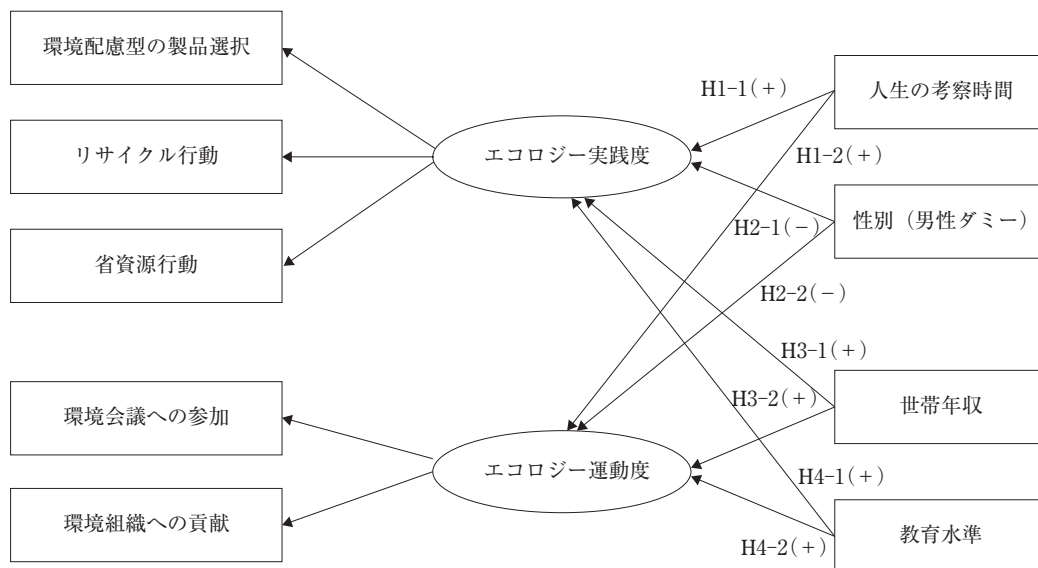 環境配慮型の製品選択
リサイクル行動
省資源行動
環境会議への参加
環境組織への貢献
エコロジー実践度
エコロジー運動度
H1-1(+)
H1-2(+)
H2-1(-)
H2-2(-)
H3-1(+)
H3-2(+)
H4-1(+)
H4-2(+)
人生の考察時間
性別（男性ダミー）
世帯年収
教育水準